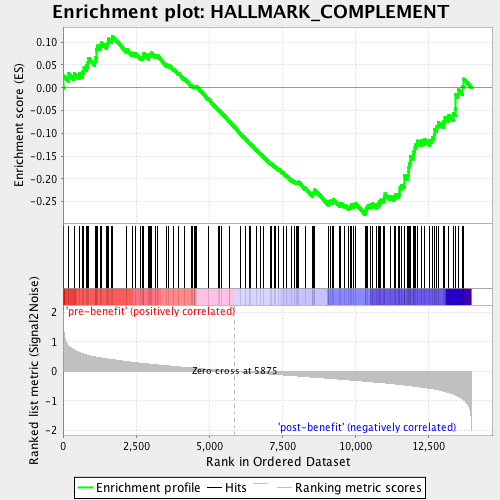 Enrichment plot: HALLMARK_COMPLEMENT
Enrichment score (ES)
0.10
0.05
0.00
-0.05
-0.10
-0.15
-0.20
-0.25
Ranked list metric (Signal2Noise)
'pre-benefit' (positively correlated)
2
1
0
-1
-2
Zero cross at 5875
'post-benefit' (negatively correlated)
0
2,500
5,000
7,500
10,000
12,500
Rank in Ordered Dataset
Enrichment profile
Hits
Ranking metric scores